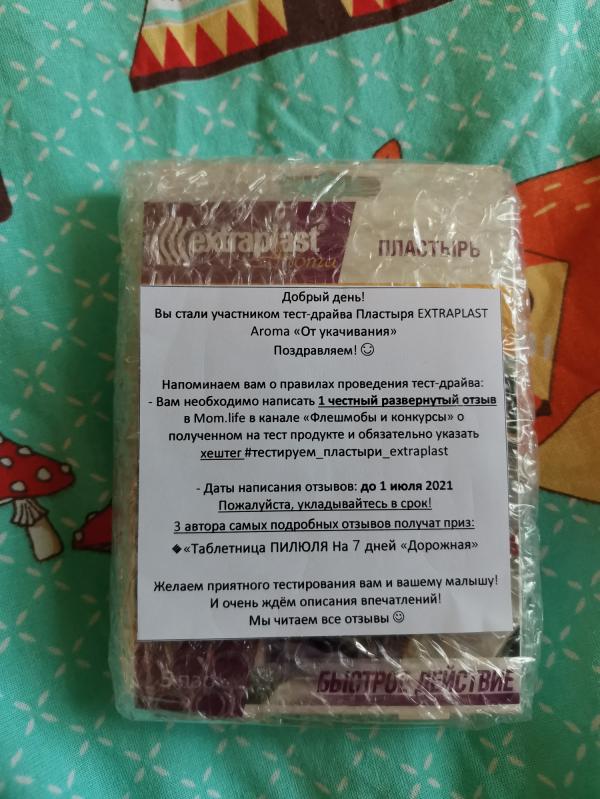 extraplast
aroma
ПЛАСТЫРЬ
Добрый день!
Вы стали участником тест-драйва Пластыря EXTRAPLAST
Aroma «От укачивания»
Поздравляем! ☺
Напоминаем вам о правилах проведения тест-драйва:
- Вам необходимо написать 1 честный развернутый отзыв
в Mom.life в канале «Флешмобы и конкурсы» о
полученном на тест продукте и обязательно указать
хештег #тестируем_пластыри_extraplast
- Даты написания отзывов: до 1 июля 2021
Пожалуйста, укладывайтесь в срок!
3 автора самых подробных отзывов получат приз:
◆«Таблетница ПИЛЮЛЯ На 7 дней «Дорожная»
Желаем приятного тестирования вам и вашему малышу!
И очень ждём описания впечатлений!
Мы читаем все отзывы ☺
БЫСТРОЕ ДЕЙСТВИЕ